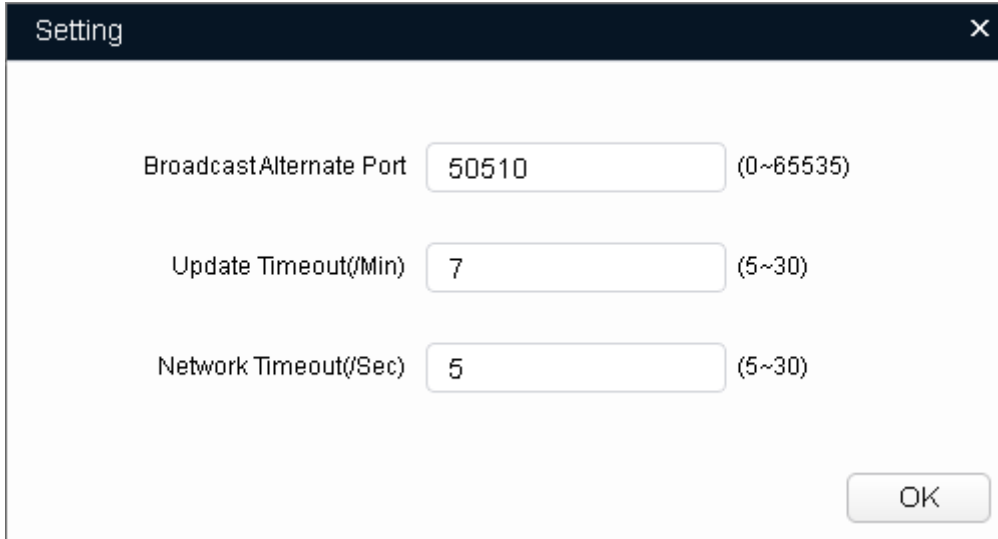 Setting ×
Broadcast Alternate Port 50510 (0~65535)
Update Timeout(/Min) 7 (5~30)
Network Timeout(/Sec) 5 (5~30)
OK